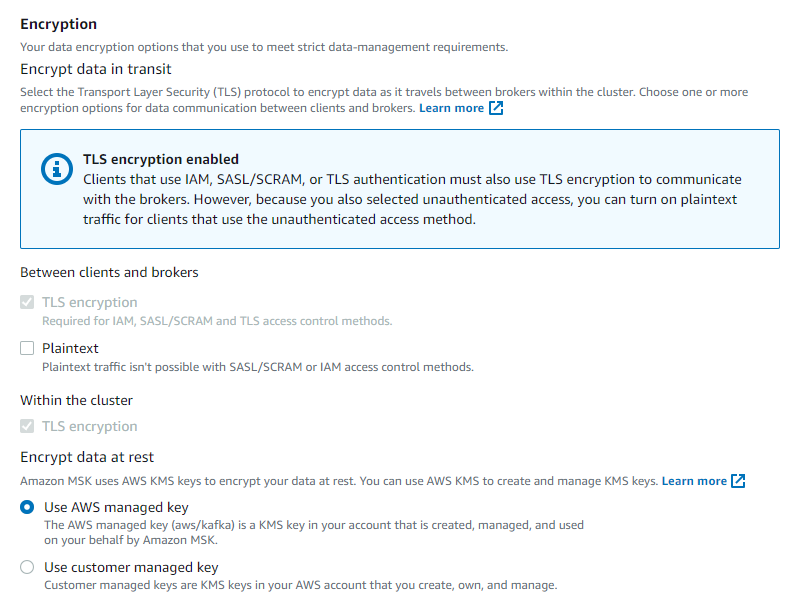 Encryption
Your data encryption options that you use to meet strict data-management requirements.
Encrypt data in transit
Select the Transport Layer Security (TLS) protocol to encrypt data as it travels between brokers within the cluster. Choose one or more
encryption options for data communication between clients and brokers. Learn more
TLS encryption enabled
Clients that use IAM, SASL/SCRAM, or TLS authentication must also use TLS encryption to communicate
with the brokers. However, because you also selected unauthenticated access, you can turn on plaintext
traffic for clients that use the unauthenticated access method.
Between clients and brokers
TLS encryption
Required for IAM, SASL/SCRAM and TLS access control methods.
Plaintext
Plaintext traffic isn't possible with SASL/SCRAM or IAM access control methods.
Within the cluster
TLS encryption
Encrypt data at rest
Amazon MSK uses AWS KMS keys to encrypt your data at rest. You can use AWS KMS to create and manage KMS keys. Learn more
Use AWS managed key
The AWS managed key (aws/kafka) is a KMS key in your account that is created, managed, and used
on your behalf by Amazon MSK.
Use customer managed key
Customer managed keys are KMS keys in your AWS account that you create, own, and manage.